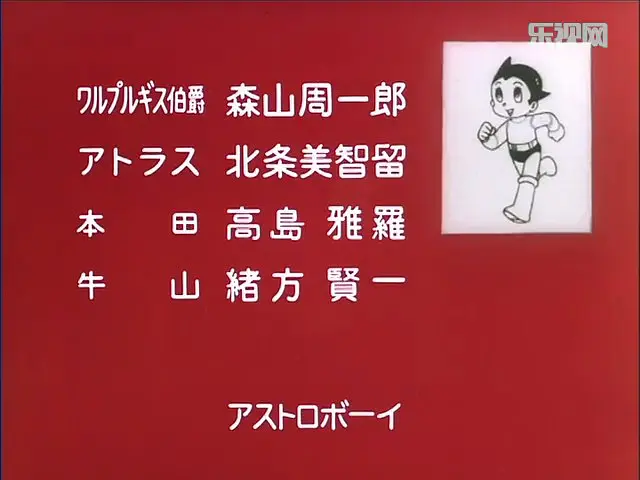 乐视网
ワルプルギス伯爵 森山周一郎
アトラス 北条美智留
本田 高島 雅羅
牛山 緒方 賢一
アストロボーイ